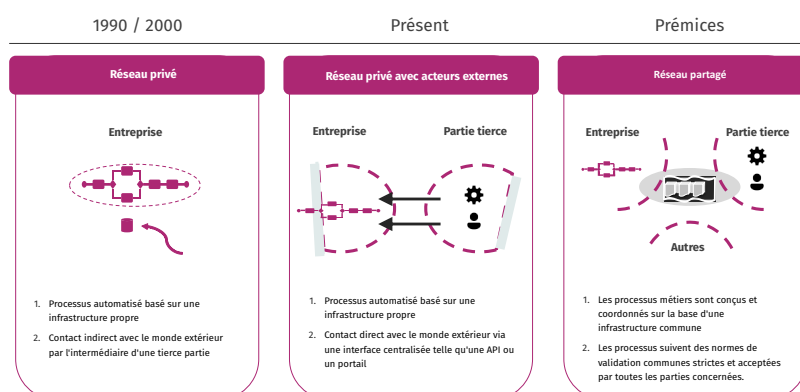 1990 / 2000
Présent
Prémices
Réseau privé
Réseau privé avec acteurs externes
Réseau partagé
Entreprise
Entreprise
Partie tierce
Entreprise
Partie tierce
Autres
1. Processus automatisé basé sur une
infrastructure propre
2. Contact indirect avec le monde extérieur
par l'intermédiaire d'une tierce partie
1. Processus automatisé basé sur une
infrastructure propre
2. Contact direct avec le monde extérieur via
une interface centralisée telle qu'une API ou
un portail
1. Les processus métiers sont conçus et
coordonnés sur la base d'une
infrastructure commune
2. Les processus suivent des normes de
validation communes strictes et acceptées
par toutes les parties concernées.